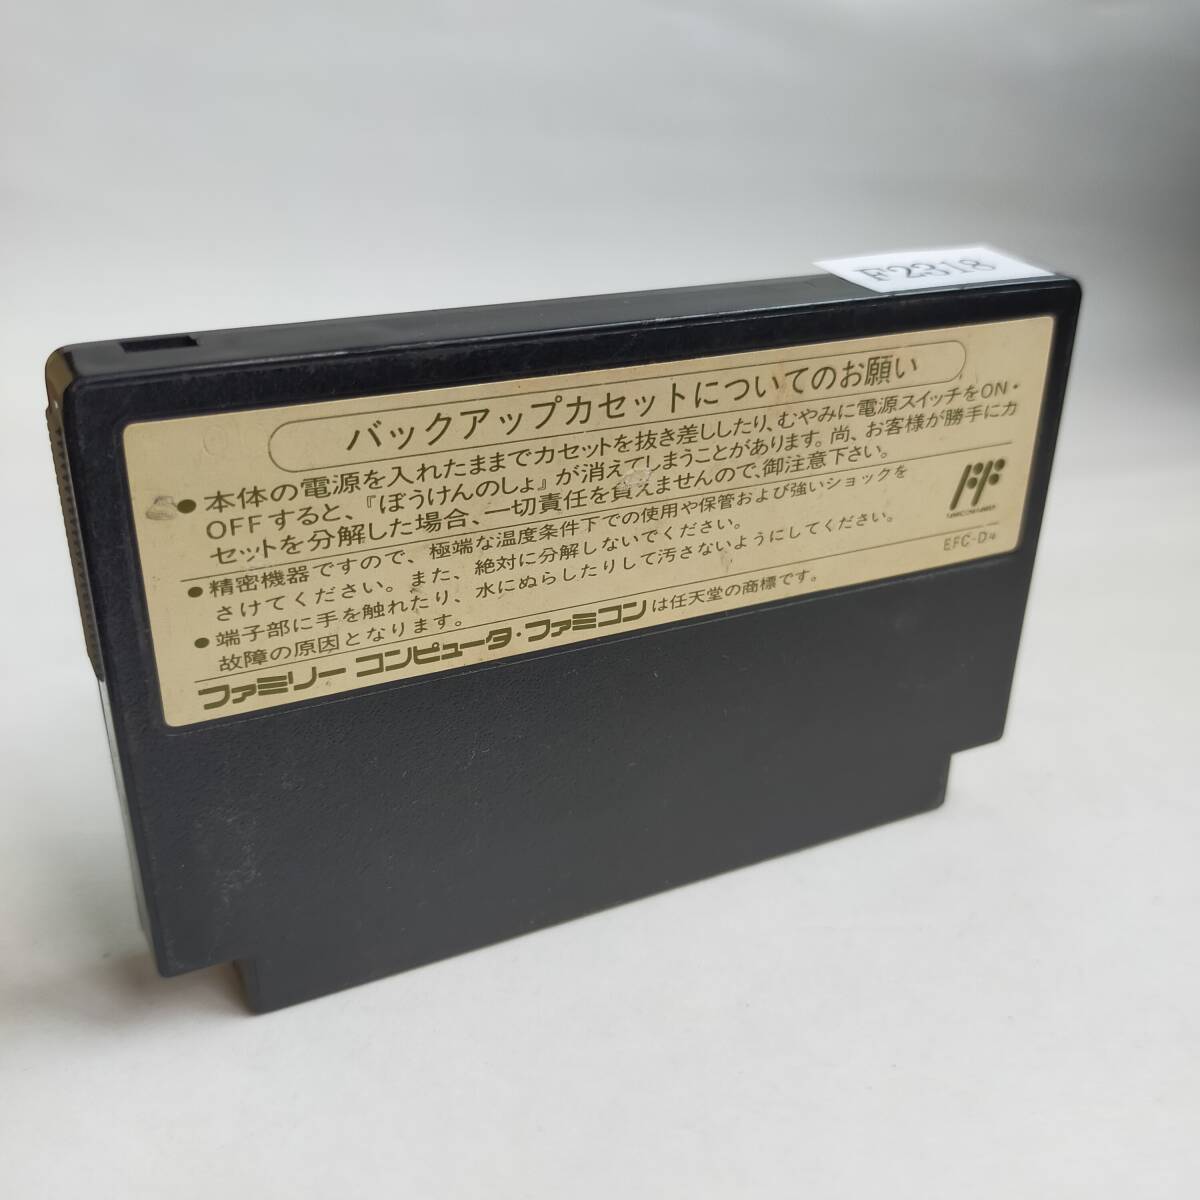 F2318
バックアップカセットについてのお願い
●本体の電源を入れたままでカセットを抜き差ししたり、むやみに電源スイッチをON・
OFFすると、『ぼうけんのしょ』が消えてしまうことがあります。尚、お客様が勝手にカ
セットを分解した場合、一切責任を負えませんので、御注意下さい。
●精密機器ですので、極端な温度条件下での使用や保管および強いショックを
さけてください。また、絶対に分解しないでください。
●端子部に手を触れたり、水にぬらしたりして汚さないようにしてください。
故障の原因となります。
ファミリーコンピュータ・ファミコンは任天堂の商標です。
EFC-D4